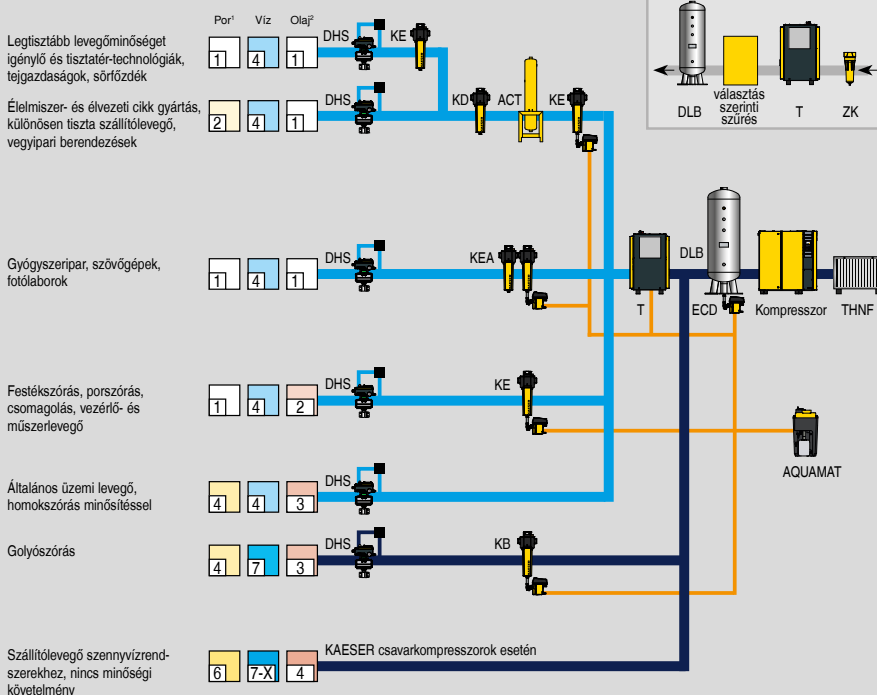 Por¹ Víz Olaj²
Legtisztább levegőminőséget
igénylő és tisztatér-technológiák,
tejgazdaságok, sörfőzdék
1 4 1
DHS KE
Élelmiszer- és élvezeti cikk gyártás,
különösen tiszta szállítólevegő,
vegyipari berendezések
2 4 1
DHS KD ACT KE
DLB
választás
szerinti
szűrés
T ZK
Gyógyszeripar, szövőgépek,
fotólaborok
1 4 1
DHS KEA
T
DLB
ECD
Kompresszor
THNF
Festékszórás, porszórás,
csomagolás, vezérlő- és
műszerlevegő
1 4 2
DHS KE
AQUAMAT
Általános üzemi levegő,
homokszórás minősítéssel
4 4 3
DHS
Golyószórás
4 7 3
DHS KB
Szállítólevegő szennyvízrend-
szerekhez, nincs minőségi
követelmény
6 7-X 4
KAESER csavarkompresszorok esetén